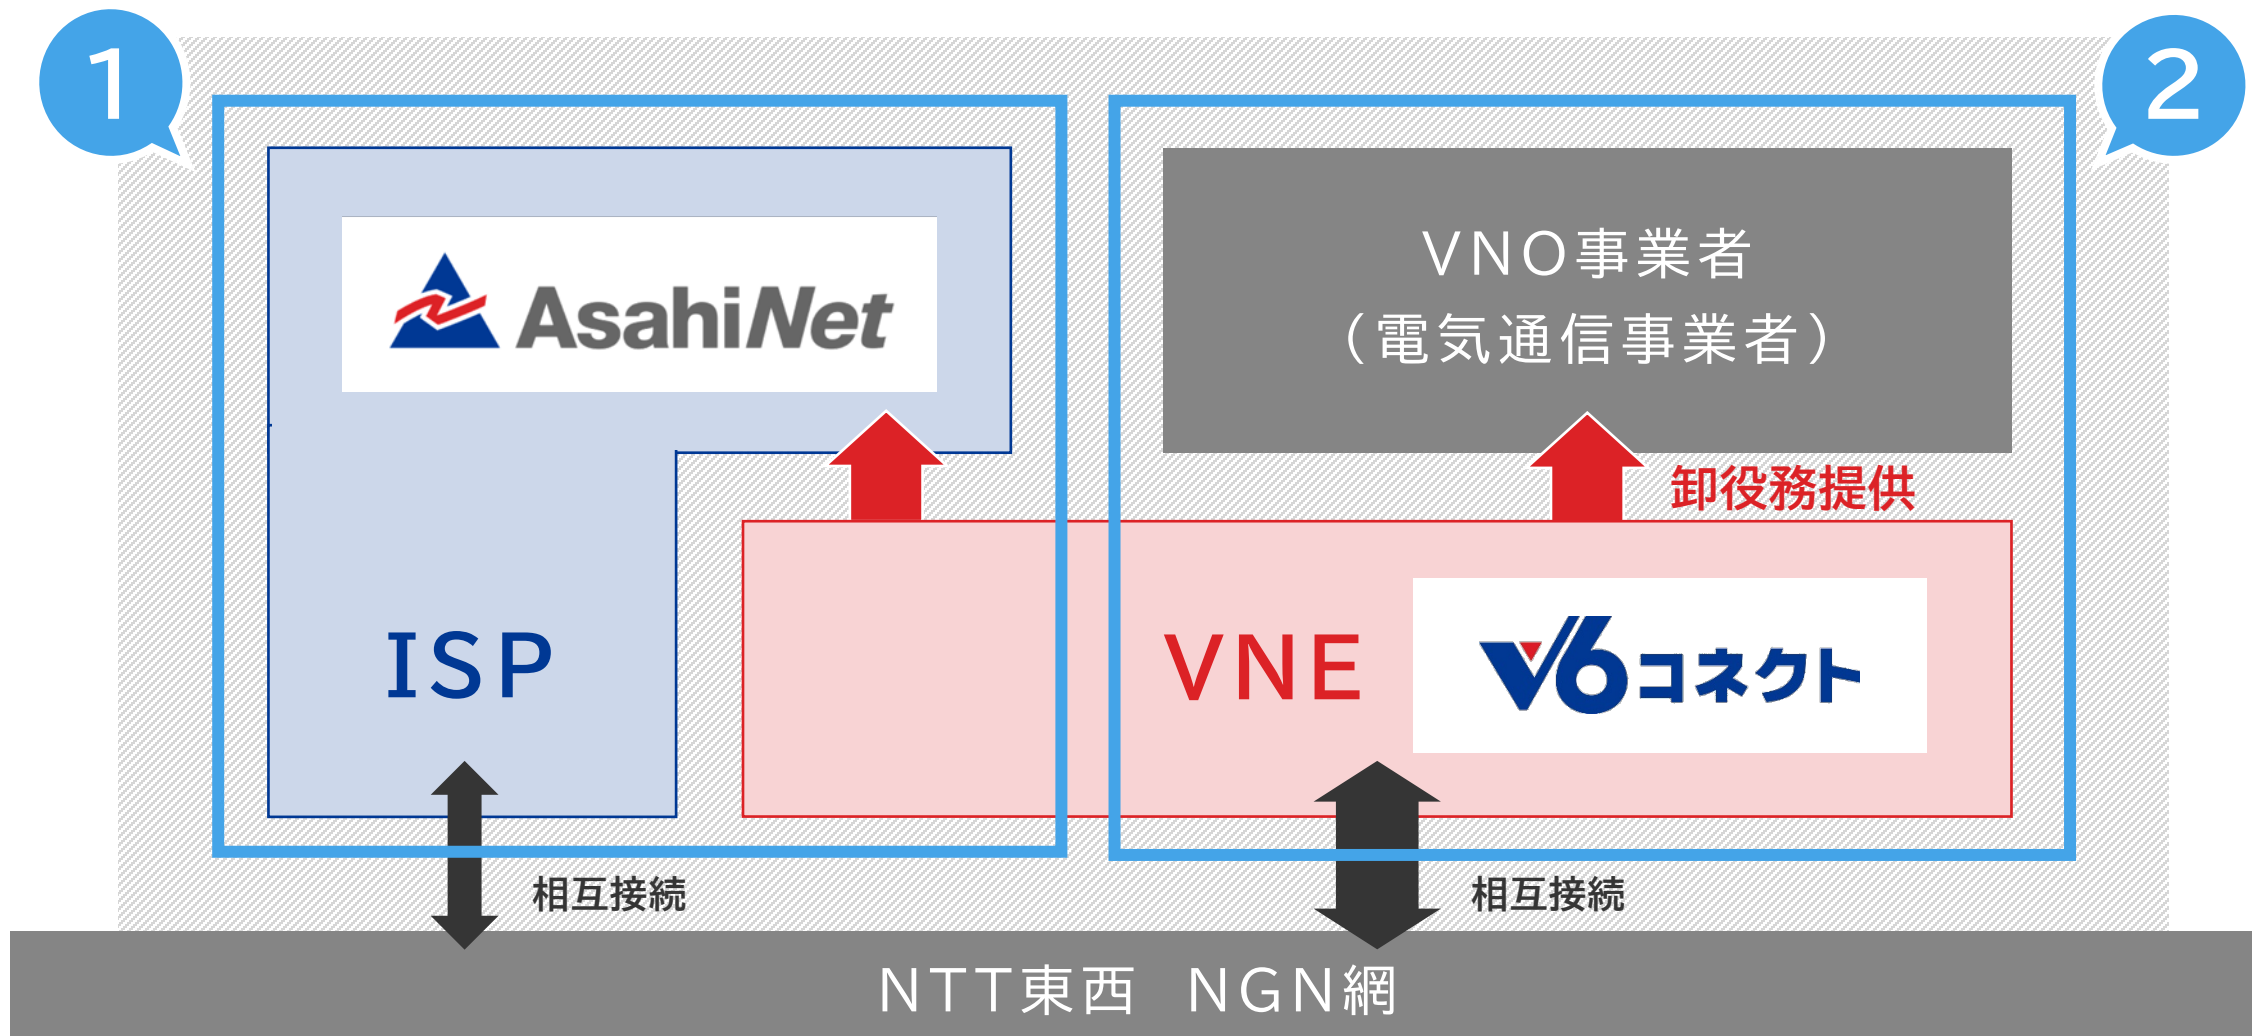 1
2
AsahiNet
VNO事業者
（電気通信事業者）
卸役務提供
ISP
VNE
V6コネクト
相互接続
相互接続
NTT東西　NGN網